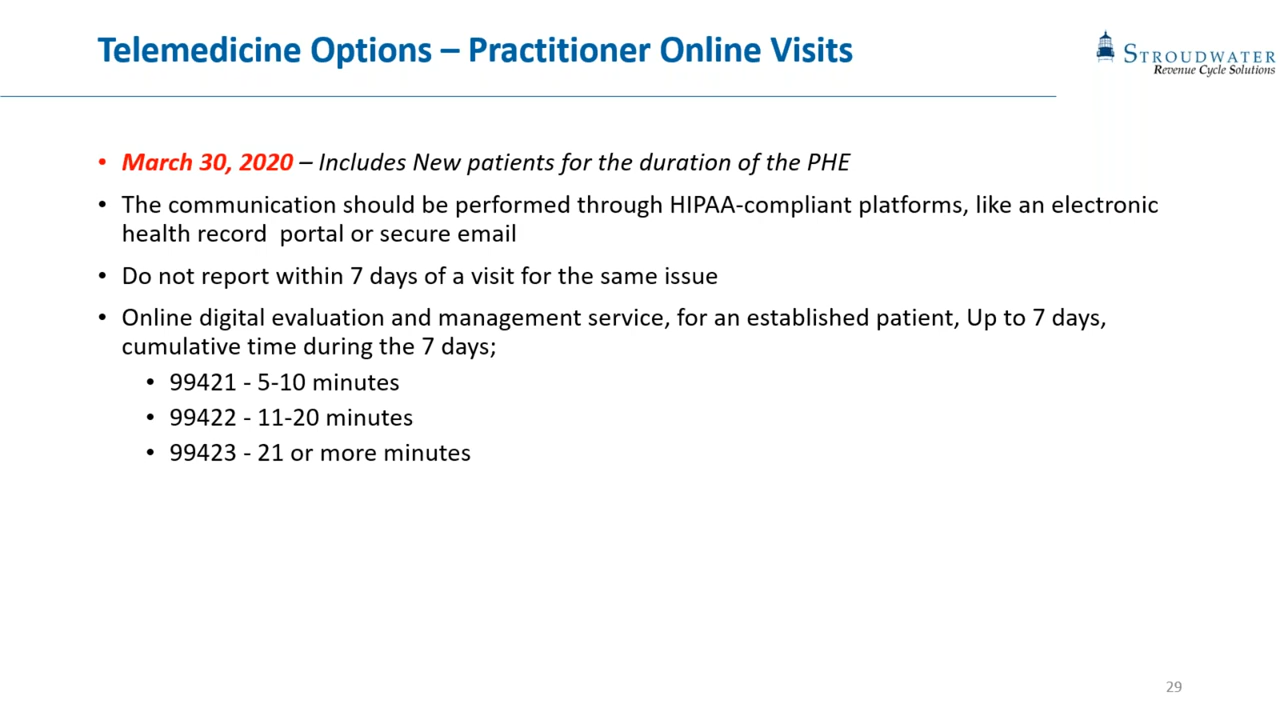 Telemedicine Options – Practitioner Online Visits
STROUDWATER
Revenue Cycle Solutions
• March 30, 2020 – Includes New patients for the duration of the PHE
• The communication should be performed through HIPAA-compliant platforms, like an electronic
health record  portal or secure email
• Do not report within 7 days of a visit for the same issue
• Online digital evaluation and management service, for an established patient, Up to 7 days,
cumulative time during the 7 days;
• 99421 - 5-10 minutes
• 99422 - 11-20 minutes
• 99423 - 21 or more minutes
29